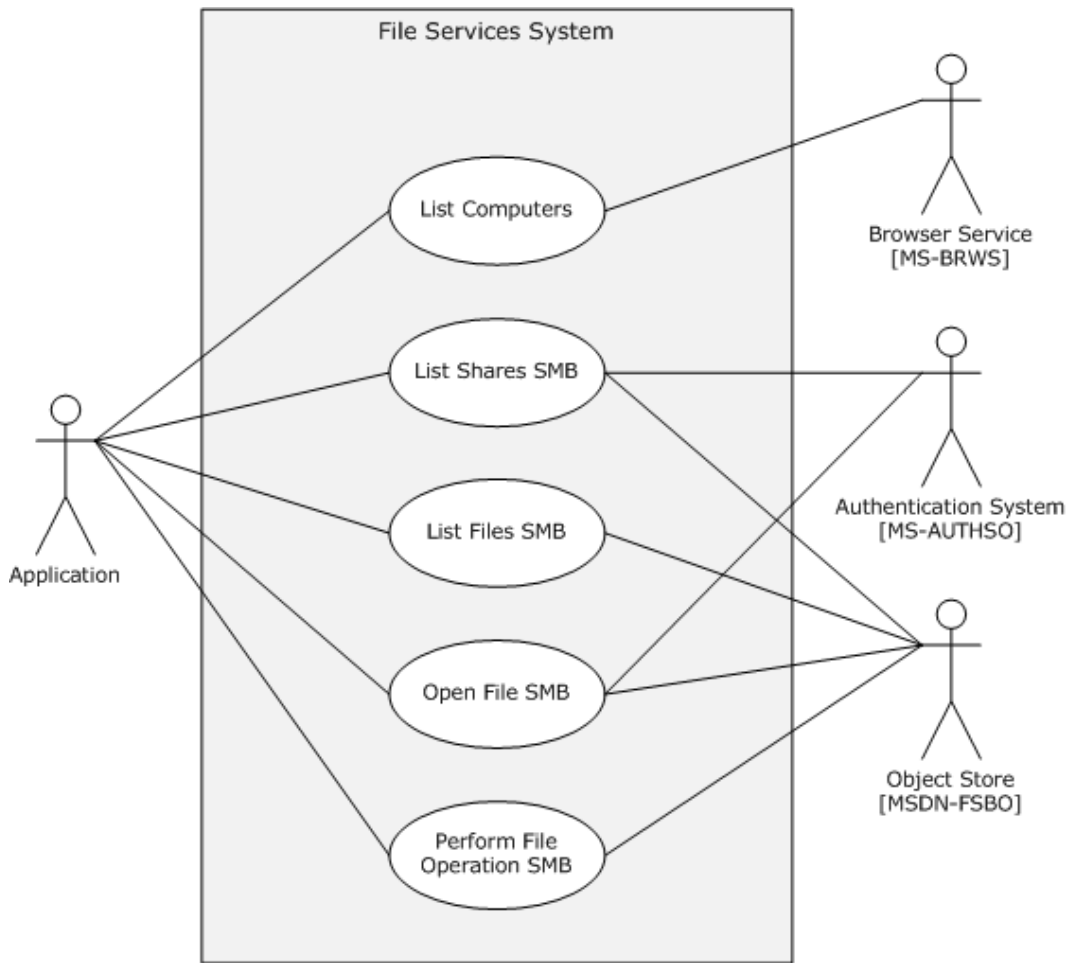 File Services System
List Computers
Browser Service
[MS-BRWS]
List Shares SMB
Authentication System
[MS-AUTHSO]
List Files SMB
Application
Open File SMB
Object Store
[MSDN-FSBO]
Perform File
Operation SMB